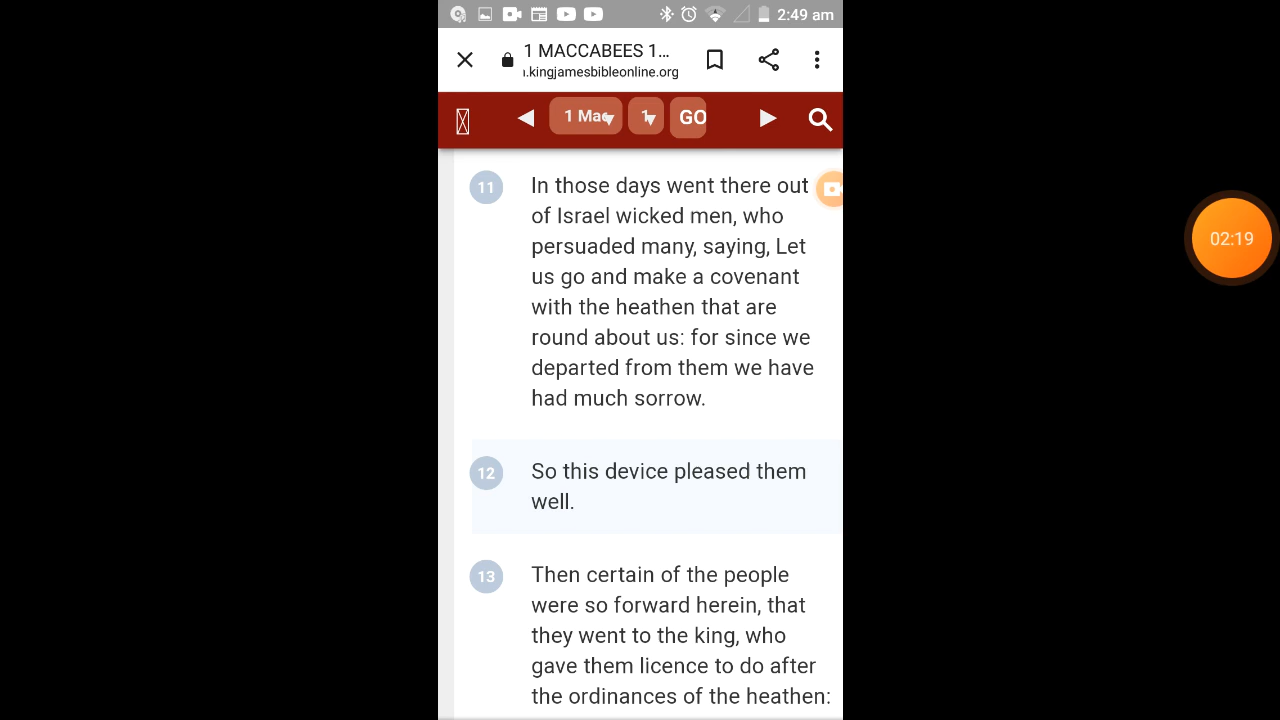 2:49 am
1 MACCABEES 1...
ı.kingjamesbibleonline.org
1 Mac
1
GO
11 In those days went there out
of Israel wicked men, who
persuaded many, saying, Let
us go and make a covenant
with the heathen that are
round about us: for since we
departed from them we have
had much sorrow.
12 So this device pleased them
well.
13 Then certain of the people
were so forward herein, that
they went to the king, who
gave them licence to do after
the ordinances of the heathen:
02:19